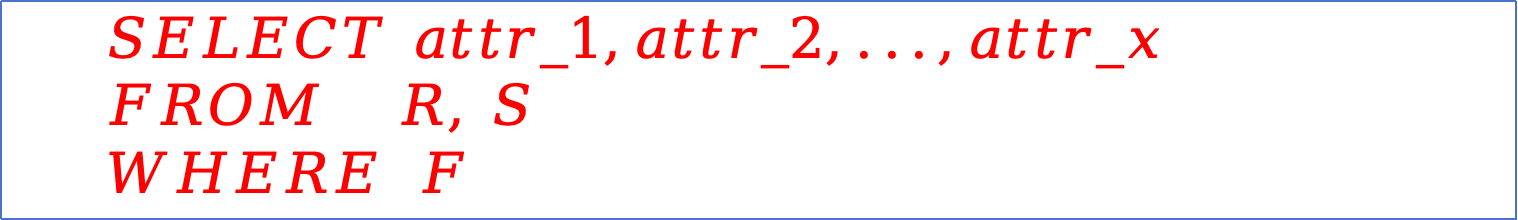 SELECT attr_1, attr_2, ..., attr_x
FROM R, S
WHERE F